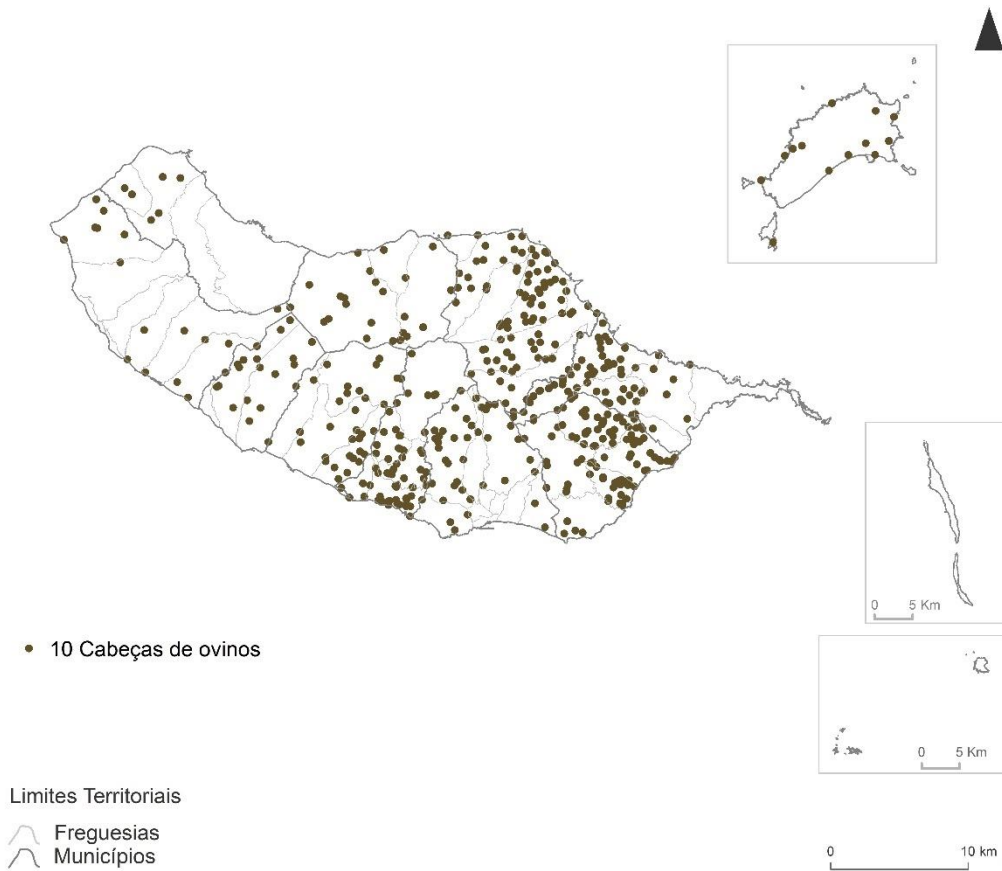 0 5 Km
10 Cabeças de ovinos
0 5 Km
Limites Territoriais
Freguesias
Municípios
0 10 km